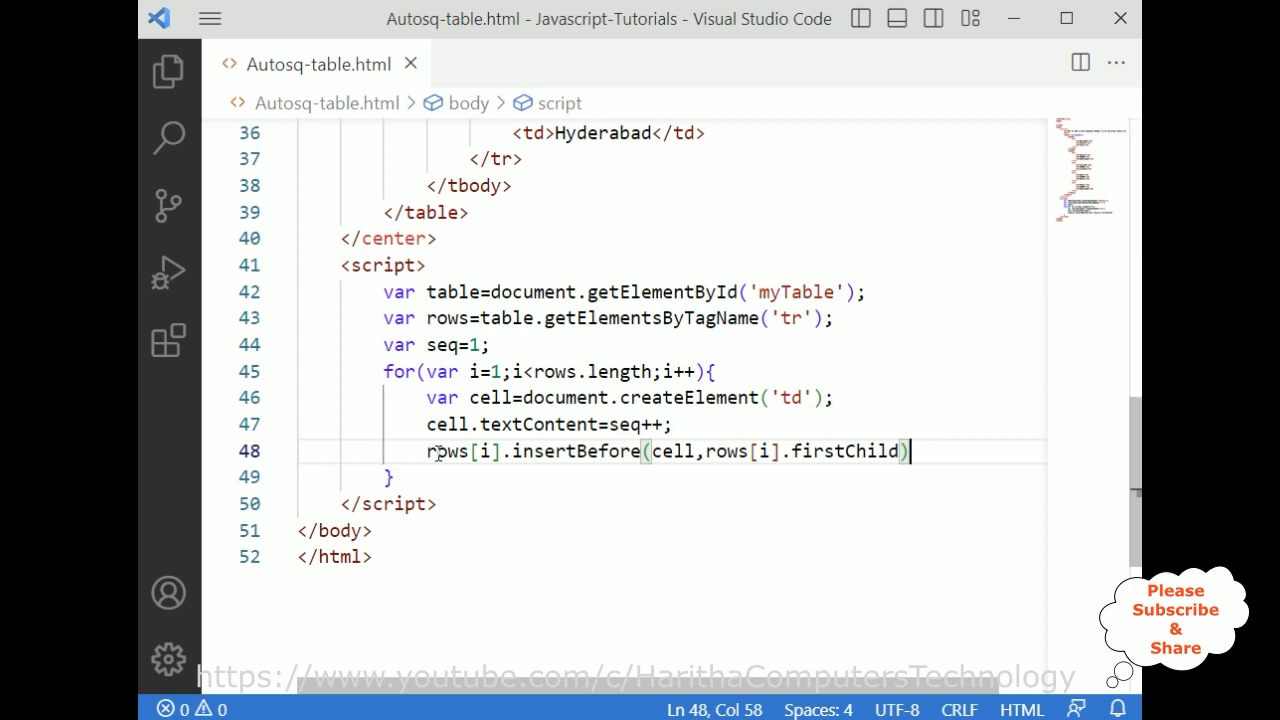 Autosq-table.html - Javascript-Tutorials - Visual Studio Code
Autosq-table.html
Autosq-table.html > body > script
36 <td>Hyderabad</td>
37 </tr>
38 </tbody>
39 </table>
40 </center>
41 <script>
42 var table=document.getElementById('myTable');
43 var rows=table.getElementsByTagName('tr');
44 var seq=1;
45 for(var i=1;i<rows.length;i++){
46 var cell=document.createElement('td');
47 cell.textContent=seq++;
48 rows[i].insertBefore(cell,rows[i].firstChild)
49 }
50 </script>
51 </body>
52 </html>
Please
Subscribe
&
Share
https://www.youtube.com/c/HarithaComputersTechnology
0 0 Ln 48, Col 58 Spaces: 4 UTF-8 CRLF HTML